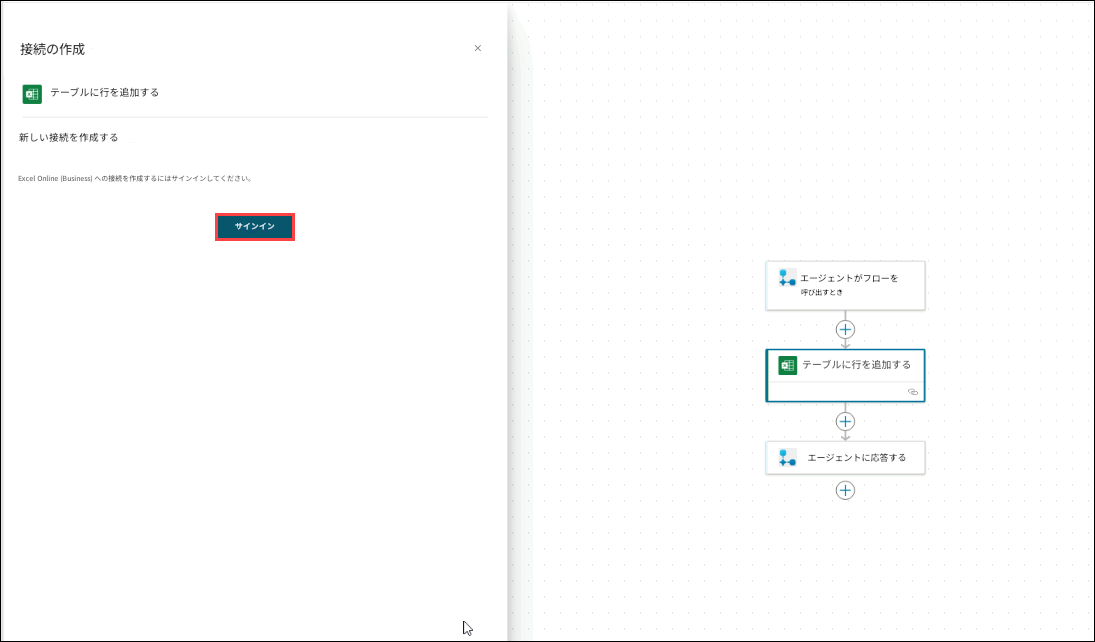 接続の作成
テーブルに行を追加する
新しい接続を作成する
Excel Online (Business) への接続を作成するにはサインインしてください。
サインイン
エージェントがフローを
呼び出すとき
テーブルに行を追加する
エージェントに応答する